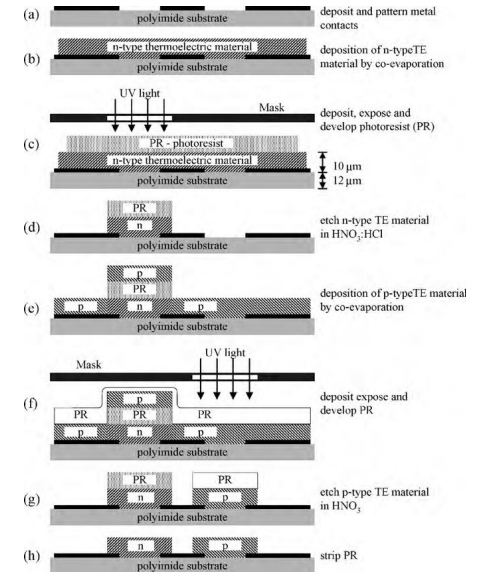 (a)
deposit and pattern metal
contacts
polyimide substrate
(b)
n-type thermoelectric material
polyimide substrate
deposition of n-typeTE
material by co-evaporation
UV light
Mask
deposit, expose and
develop photoresist (PR)
(c)
PR - photoresist
n-type thermoelectric material
polyimide substrate
10 μm
12 μm
(d)
PR
n
polyimide substrate
etch n-type TE material
in HNO₃:HCl
(e)
p
PR
p
n
p
polyimide substrate
deposition of p-typeTE material
by co-evaporation
UV light
Mask
(f)
p
PR
PR
PR
p
n
p
polyimide substrate
deposit expose and
develop PR
(g)
PR
PR
n
p
polyimide substrate
etch p-type TE material
in HNO₃
(h)
n
p
polyimide substrate
strip PR